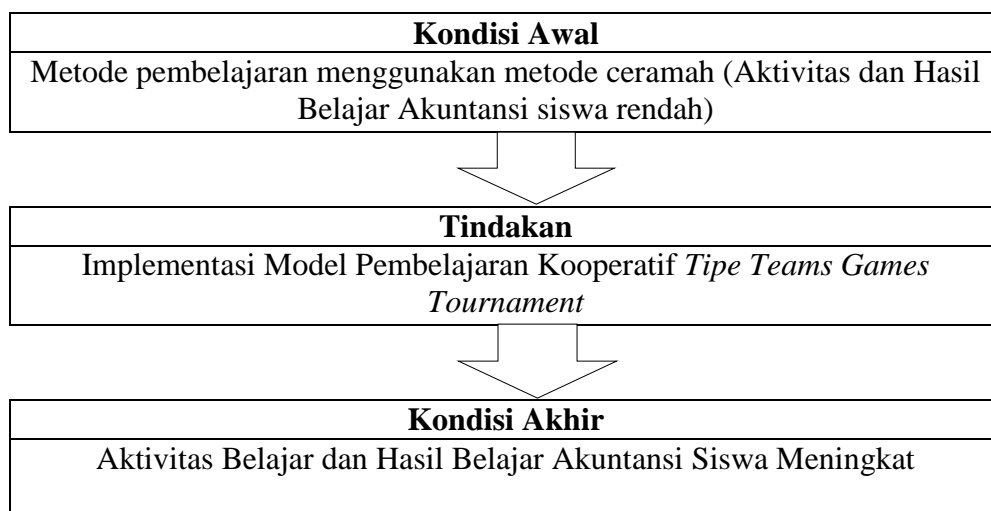 Kondisi Awal
Metode pembelajaran menggunakan metode ceramah (Aktivitas dan Hasil
Belajar Akuntansi siswa rendah)
Tindakan
Implementasi Model Pembelajaran Kooperatif Tipe Teams Games
Tournament
Kondisi Akhir
Aktivitas Belajar dan Hasil Belajar Akuntansi Siswa Meningkat